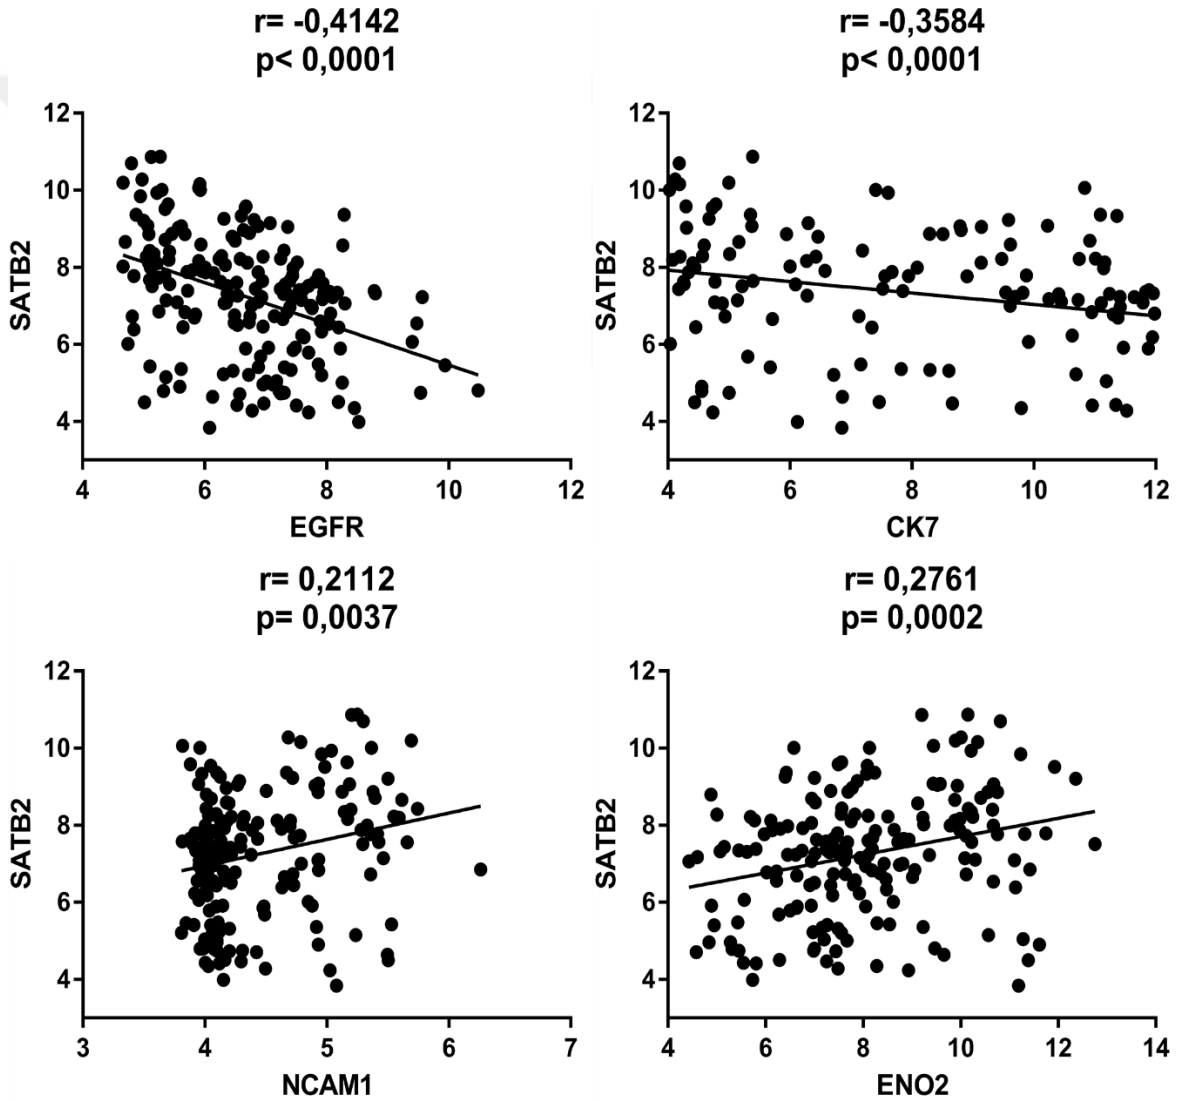 r= -0,4142
p< 0,0001
12
10
8
6
4
SATB2
4 6 8 10 12
EGFR
r= -0,3584
p< 0,0001
12
10
8
6
4
SATB2
4 6 8 10 12
CK7
r= 0,2112
p= 0,0037
12
10
8
6
4
SATB2
3 4 5 6 7
NCAM1
r= 0,2761
p= 0,0002
12
10
8
6
4
SATB2
4 6 8 10 12 14
ENO2